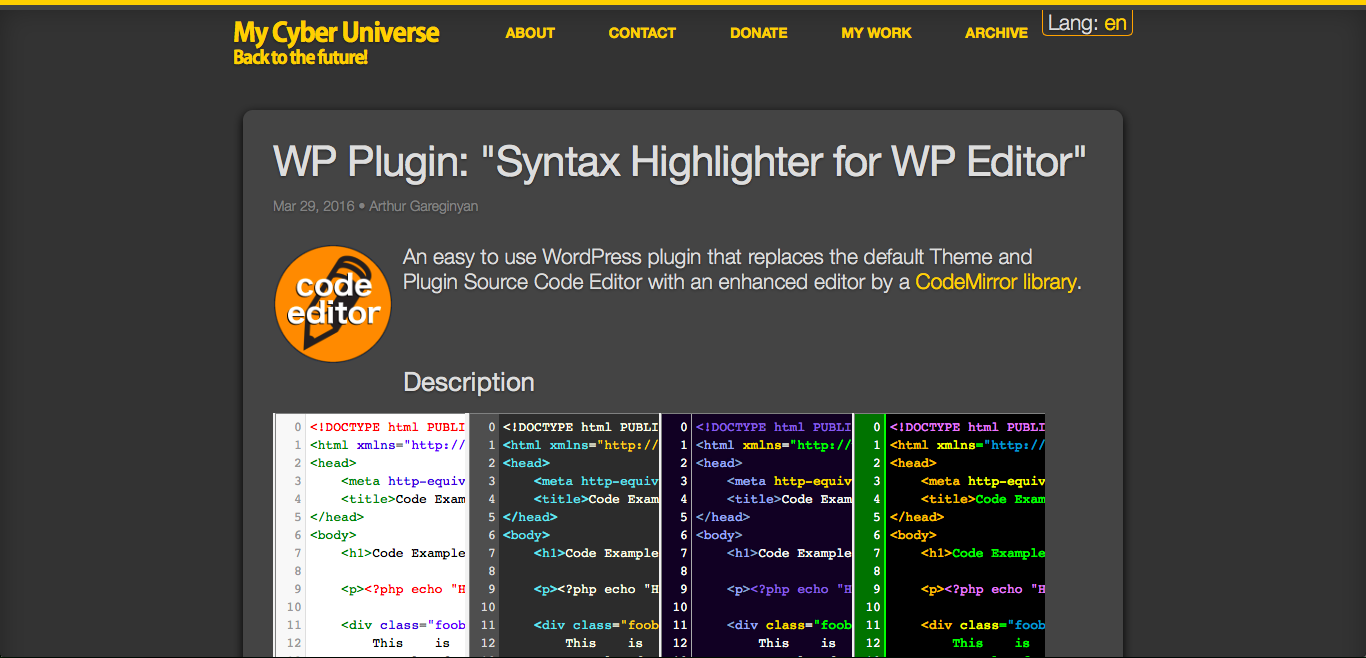 My Cyber Universe
Back to the future!
ABOUT
CONTACT
DONATE
MY WORK
ARCHIVE
Lang: en
WP Plugin: "Syntax Highlighter for WP Editor"
Mar 29, 2016 • Arthur Gareginyan
code
editor
An easy to use WordPress plugin that replaces the default Theme and
Plugin Source Code Editor with an enhanced editor by a CodeMirror library.
Description
0 <!DOCTYPE html PUBLI
1 <html xmlns="http://
2 <head>
3 <meta http-equiv
4 <title>Code Exam
5 </head>
6 <body>
7 <h1>Code Example
8
9 <p><?php echo "H
10
11 <div class="foob
12 This is
0 <!DOCTYPE html PUBLI
1 <html xmlns="http://
2 <head>
3 <meta http-equiv
4 <title>Code Exam
5 </head>
6 <body>
7 <h1>Code Example
8
9 <p><?php echo "H
10
11 <div class="foob
12 This is
0 <!DOCTYPE html PUBLI
1 <html xmlns="http://
2 <head>
3 <meta http-equiv
4 <title>Code Exam
5 </head>
6 <body>
7 <h1>Code Example
8
9 <p><?php echo "H
10
11 <div class="foob
12 This is
0 <!DOCTYPE html PUBLI
1 <html xmlns="http://
2 <head>
3 <meta http-equiv
4 <title>Code Exam
5 </head>
6 <body>
7 <h1>Code Example
8
9 <p><?php echo "H
10
11 <div class="foob
12 This is